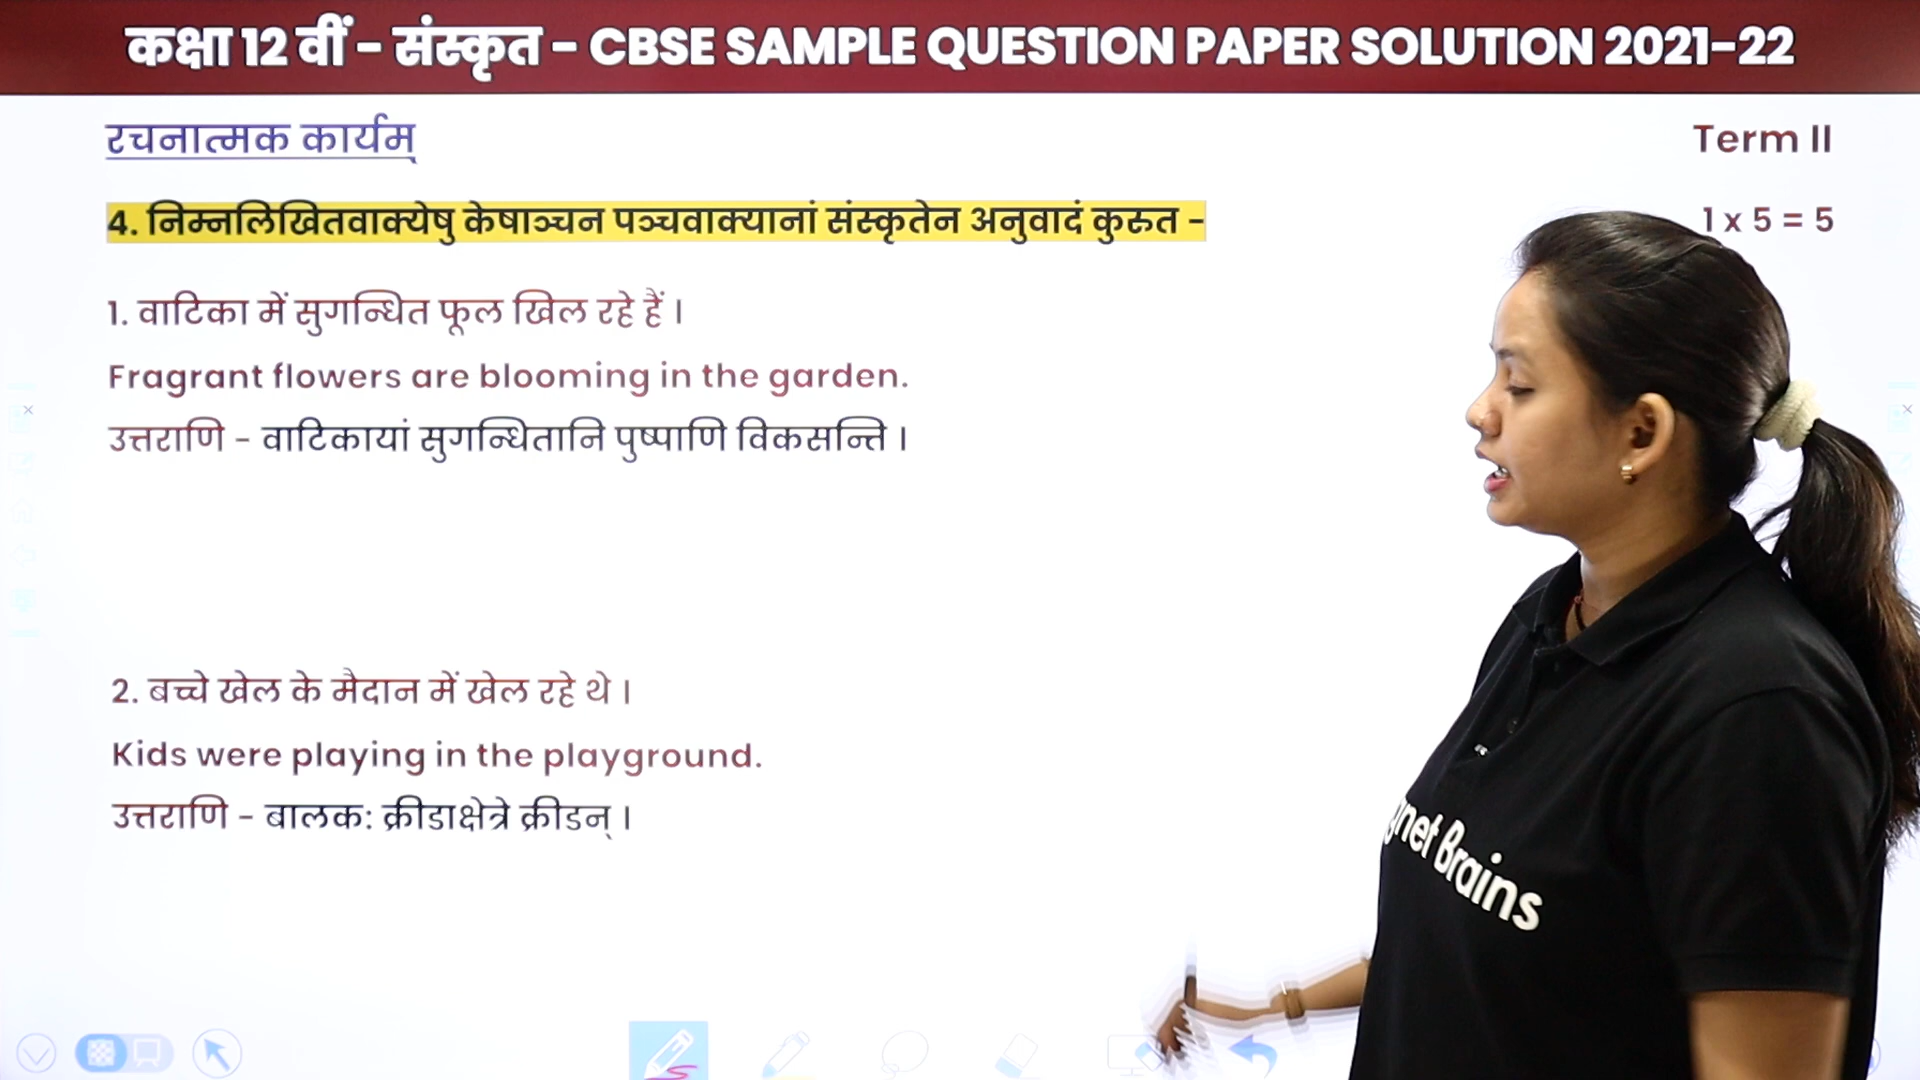 कक्षा 12 वीं - संस्कृत - CBSE SAMPLE QUESTION PAPER SOLUTION 2021-22
रचनात्मक कार्यम्
Term II
4. निम्नलिखितवाक्येषु केषाञ्चन पञ्चवाक्यानां संस्कृतेन अनुवादं कुरुत -
1 x 5 = 5
1. वाटिका में सुगन्धित फूल खिल रहे हैं ।
Fragrant flowers are blooming in the garden.
उत्तराणि - वाटिकायां सुगन्धितानि पुष्पाणि विकसन्ति ।
2. बच्चे खेल के मैदान में खेल रहे थे ।
Kids were playing in the playground.
उत्तराणि - बालक: क्रीडाक्षेत्रे क्रीडन् ।
gnet Brains